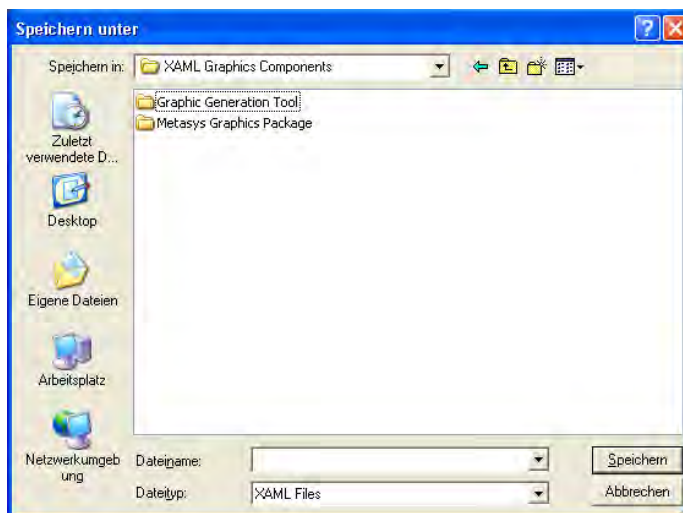 Speichern unter
Speichern in:
XAML Graphics Components
Graphic Generation Tool
Metasys Graphics Package
Zuletzt
verwendete D...
Desktop
Eigene Dateien
Arbeitsplatz
Netzwerkumgeb
ung
Dateiname:
Speichern
Dateityp:
XAML Files
Abbrechen